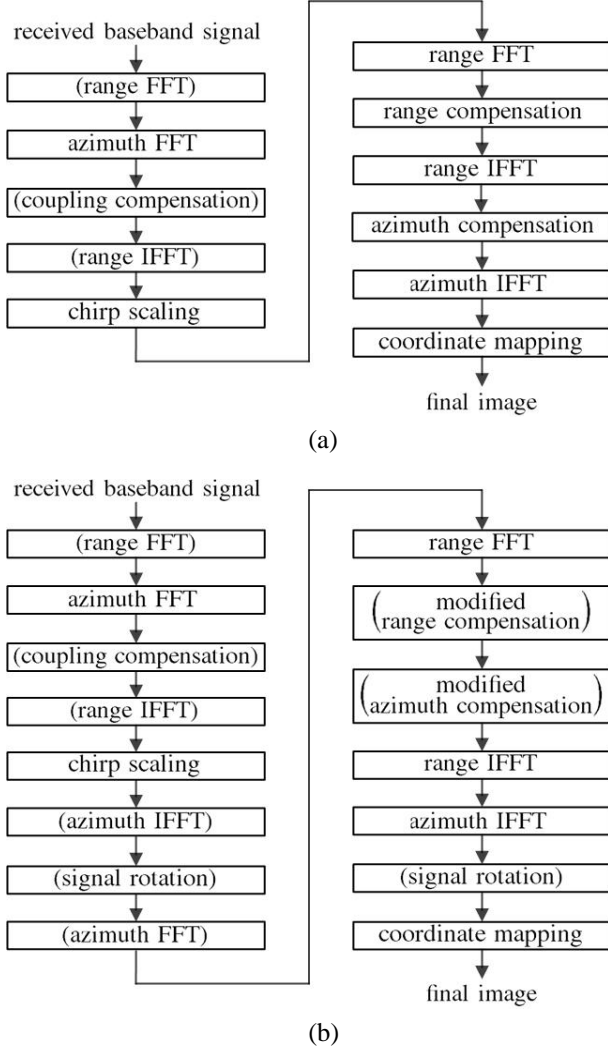 received baseband signal
(range FFT)
azimuth FFT
(coupling compensation)
(range IFFT)
chirp scaling
range FFT
range compensation
range IFFT
azimuth compensation
azimuth IFFT
coordinate mapping
final image
(a)
received baseband signal
(range FFT)
azimuth FFT
(coupling compensation)
(range IFFT)
chirp scaling
(azimuth IFFT)
(signal rotation)
(azimuth FFT)
range FFT
(modified
range compensation)
(modified
azimuth compensation)
range IFFT
azimuth IFFT
(signal rotation)
coordinate mapping
final image
(b)